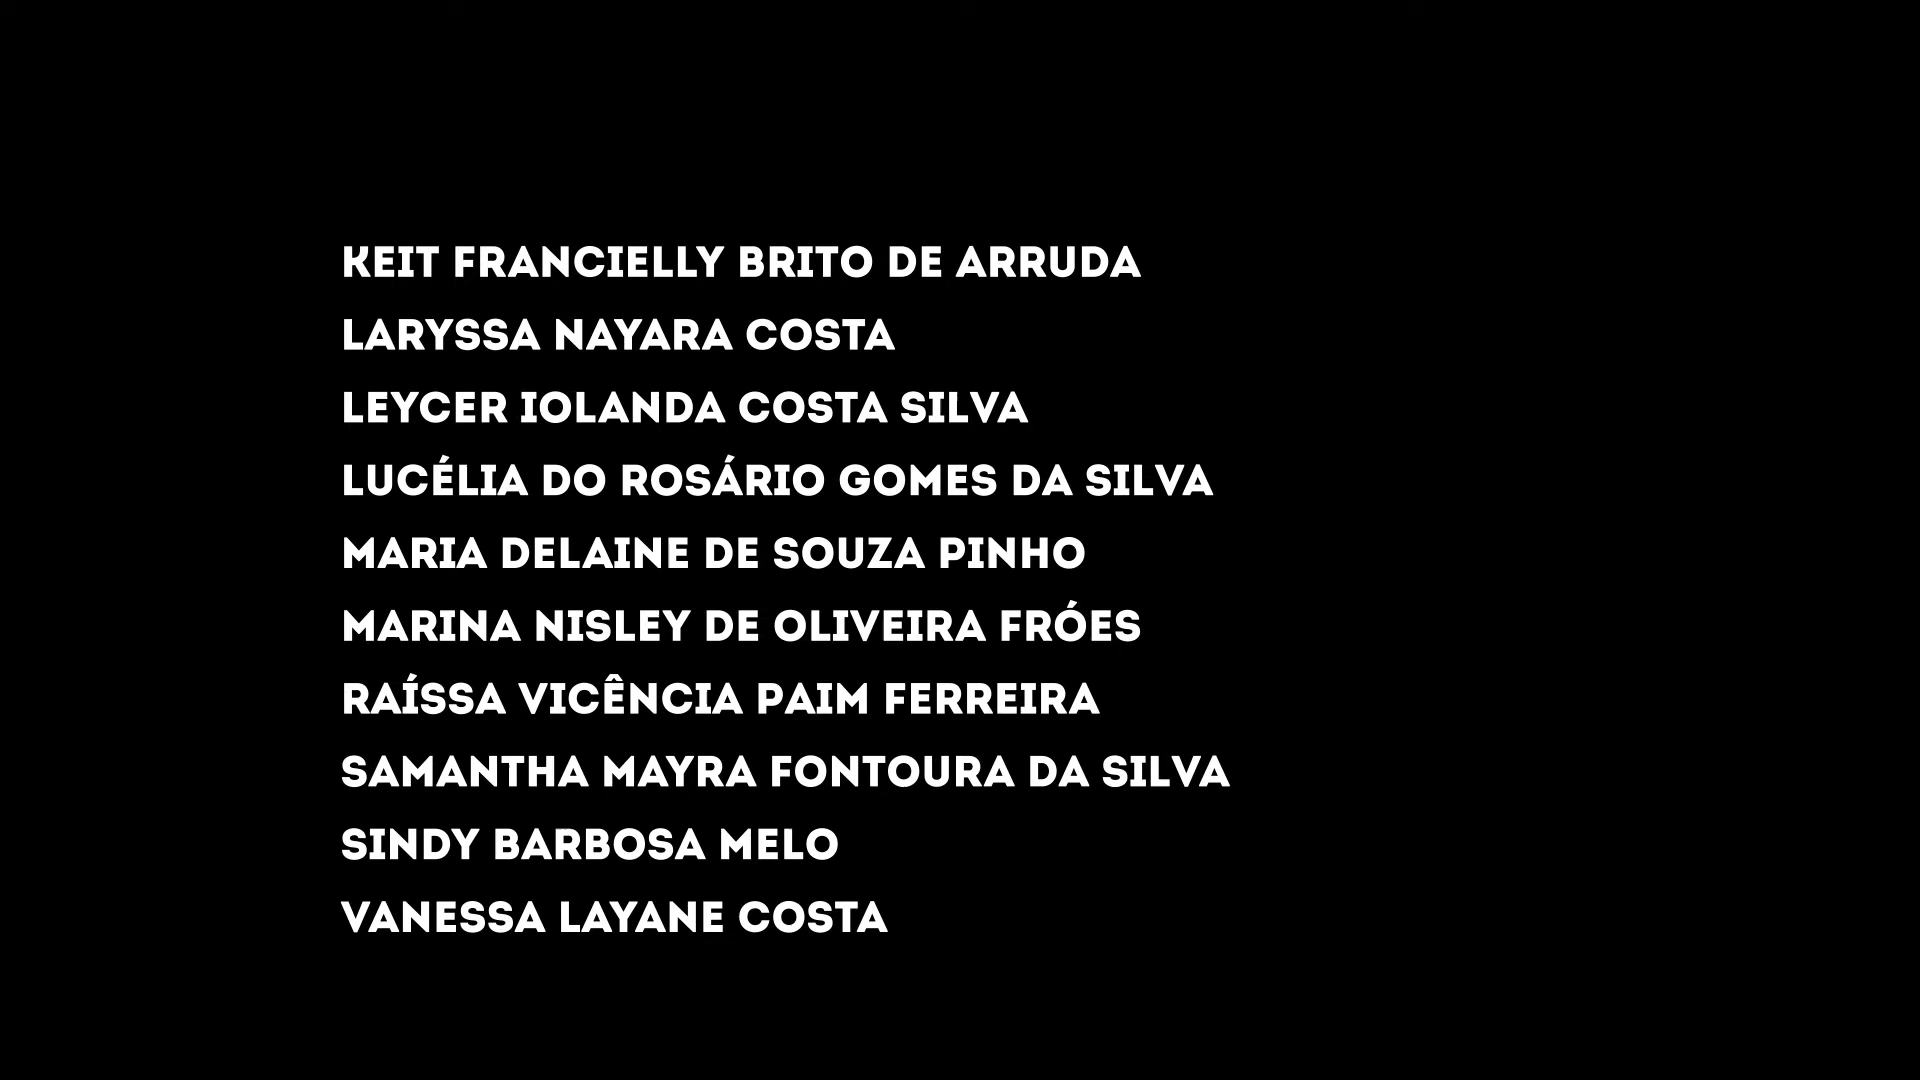 KEIT FRANCIELLY BRITO DE ARRUDA
LARYSSA NAYARA COSTA
LEYCER IOLANDA COSTA SILVA
LUCÉLIA DO ROSÁRIO GOMES DA SILVA
MARIA DELAINE DE SOUZA PINHO
MARINA NISLEY DE OLIVEIRA FRÓES
RAÍSSA VICÊNCIA PAIM FERREIRA
SAMANTHA MAYRA FONTOURA DA SILVA
SINDY BARBOSA MELO
VANESSA LAYANE COSTA